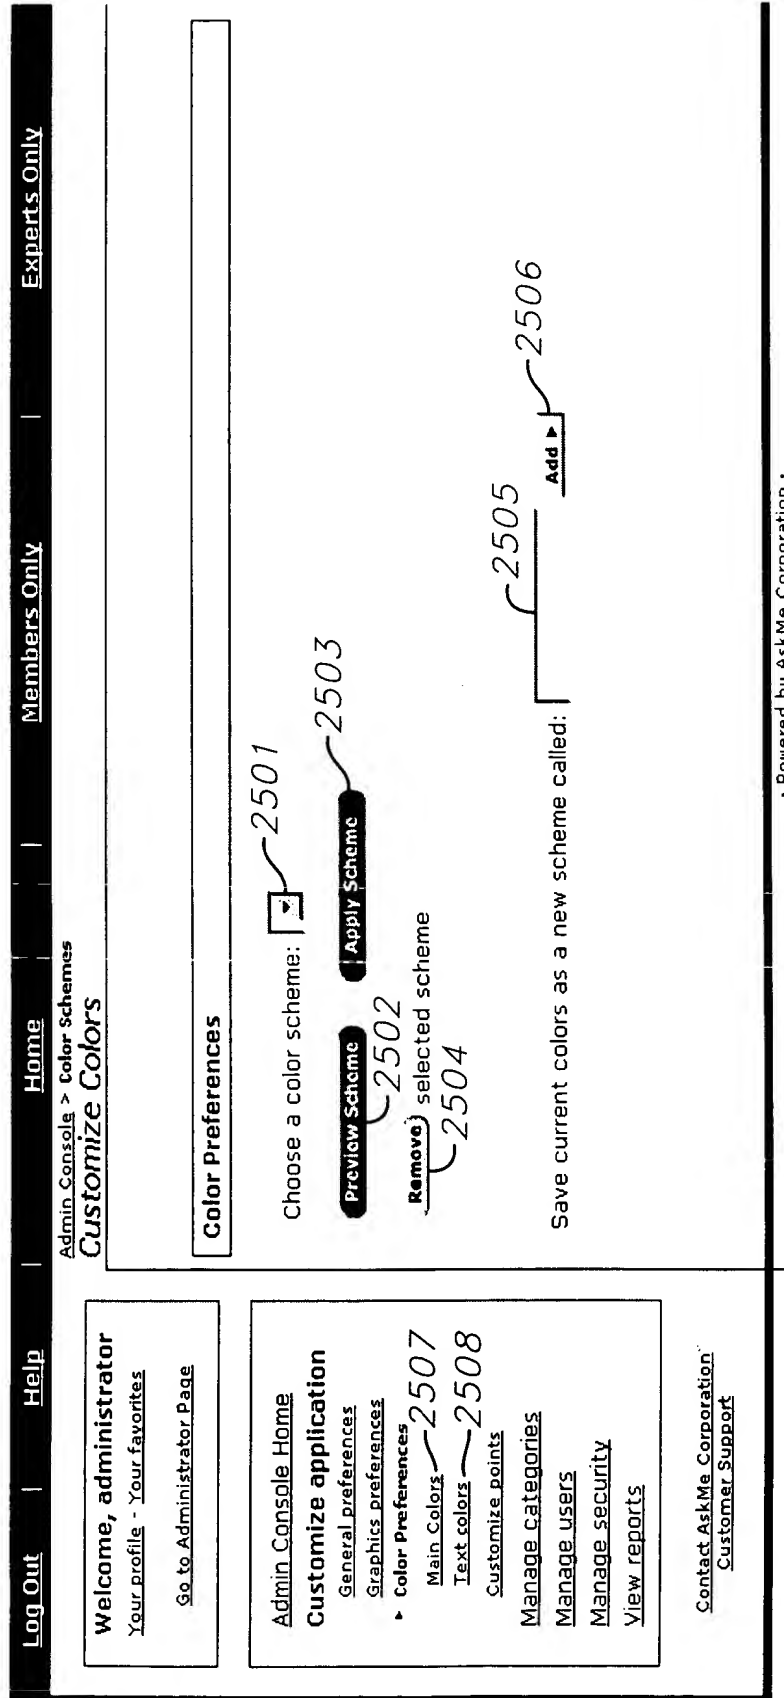 Log Out | Help | Home | | Members Only | Experts Only
Welcome, administrator
Your profile - Your favorites
Go to Administrator Page
Admin Console Home
Customize application
General preferences
Graphics preferences
▸ Color Preferences
Main Colors 2507
Text colors 2508
Customize points
Manage categories
Manage users
Manage security
View reports
Contact AskMe Corporation
Customer Support
Admin Console > Color Schemes
Customize Colors
Color Preferences
Choose a color scheme: 2501
Preview Scheme Apply Scheme 2503
2502
Remove selected scheme
2504
2505
2506
Save current colors as a new scheme called: Add ▸
• Powered by AskMe Corporation •